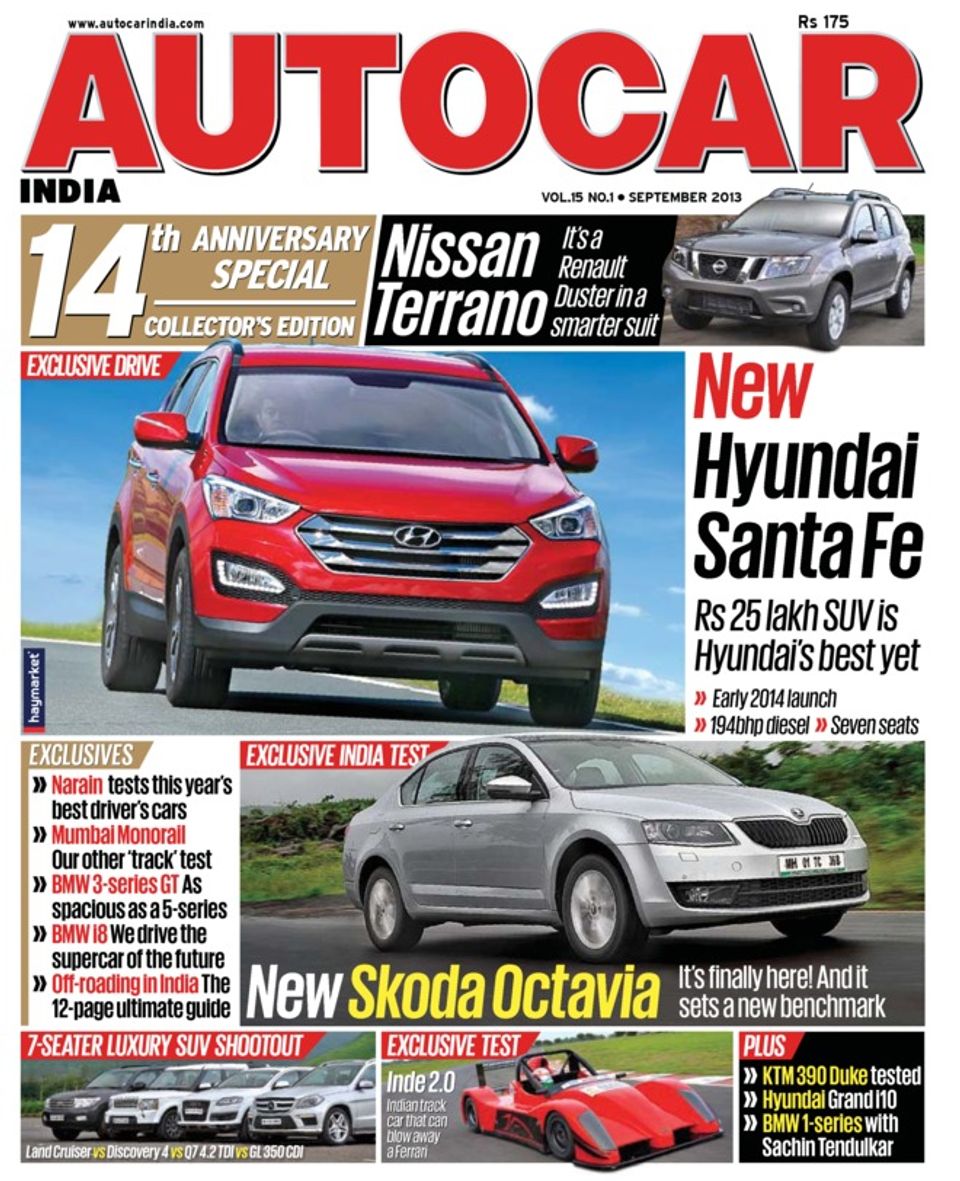 www.autocarindia.com
Rs 175
AUTOCAR
INDIA
VOL.15 NO.1 ● SEPTEMBER 2013
14th ANNIVERSARY
SPECIAL
COLLECTOR'S EDITION
Nissan
Terrano
It's a
Renault
Duster in a
smarter suit
EXCLUSIVE DRIVE
New
Hyundai
Santa Fe
Rs 25 lakh SUV is
Hyundai's best yet
» Early 2014 launch
» 194bhp diesel » Seven seats
haymarket
EXCLUSIVES
» Narain tests this year's
best driver's cars
» Mumbai Monorail
Our other 'track' test
» BMW 3-series GT As
spacious as a 5-series
» BMW i8 We drive the
supercar of the future
» Off-roading in India The
12-page ultimate guide
EXCLUSIVE INDIA TEST
MH 01 TC 368
New Skoda Octavia
It's finally here! And it
sets a new benchmark
7-SEATER LUXURY SUV SHOOTOUT
Land Cruiser vs Discovery 4 vs Q7 4.2 TDI vs GL 350 CDI
EXCLUSIVE TEST
Inde 2.0
Indian track
car that can
blow away
a Ferrari
PLUS
» KTM 390 Duke tested
» Hyundai Grand i10
» BMW 1-series with
Sachin Tendulkar